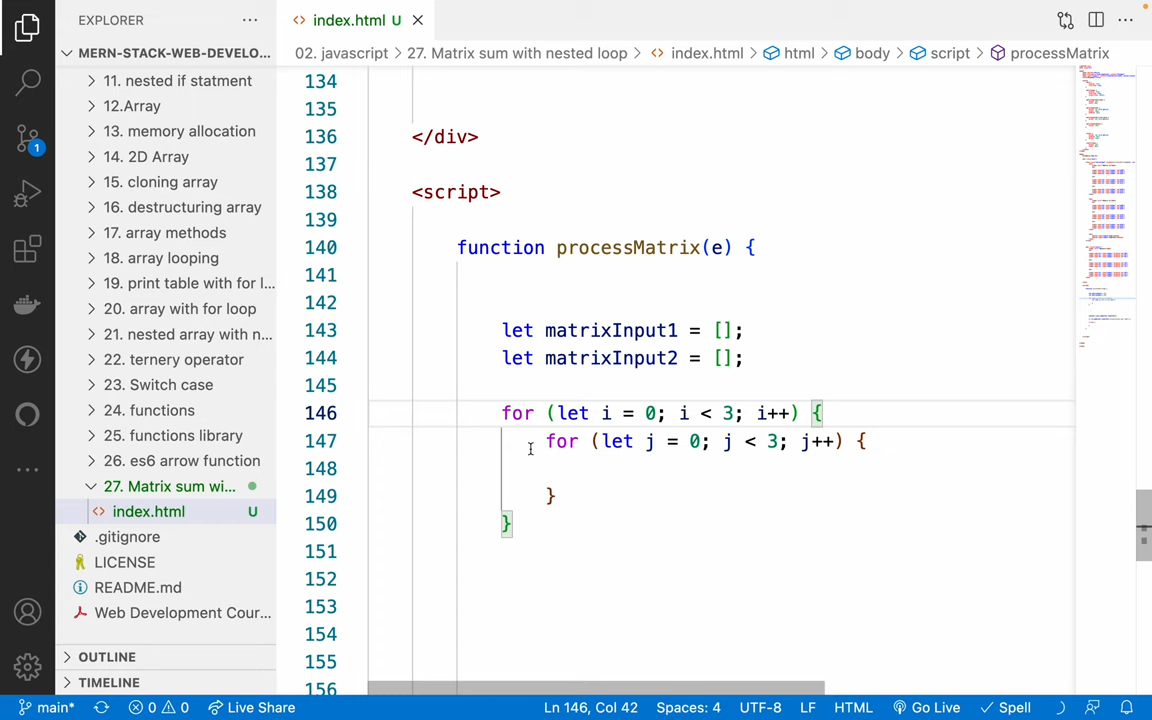 EXPLORER
index.html U
MERN-STACK-WEB-DEVELO...
02. javascript > 27. Matrix sum with nested loop > index.html > html > body > script > processMatrix
11. nested if statment
12.Array
13. memory allocation
14. 2D Array
15. cloning array
16. destructuring array
17. array methods
18. array looping
19. print table with for l...
20. array with for loop
21. nested array with n...
22. ternery operator
23. Switch case
24. functions
25. functions library
26. es6 arrow function
27. Matrix sum wi...
index.html U
.gitignore
LICENSE
README.md
Web Development Cour...
OUTLINE
TIMELINE
1
134
135
136 </div>
137
138 <script>
139
140 function processMatrix(e) {
141
142
143 let matrixInput1 = [];
144 let matrixInput2 = [];
145
146 for (let i = 0; i < 3; i++) {
147 for (let j = 0; j < 3; j++) {
148
149 }
150 }
151
152
153
154
155
156
main* 0 0 Live Share Ln 146, Col 42 Spaces: 4 UTF-8 LF HTML Go Live Spell